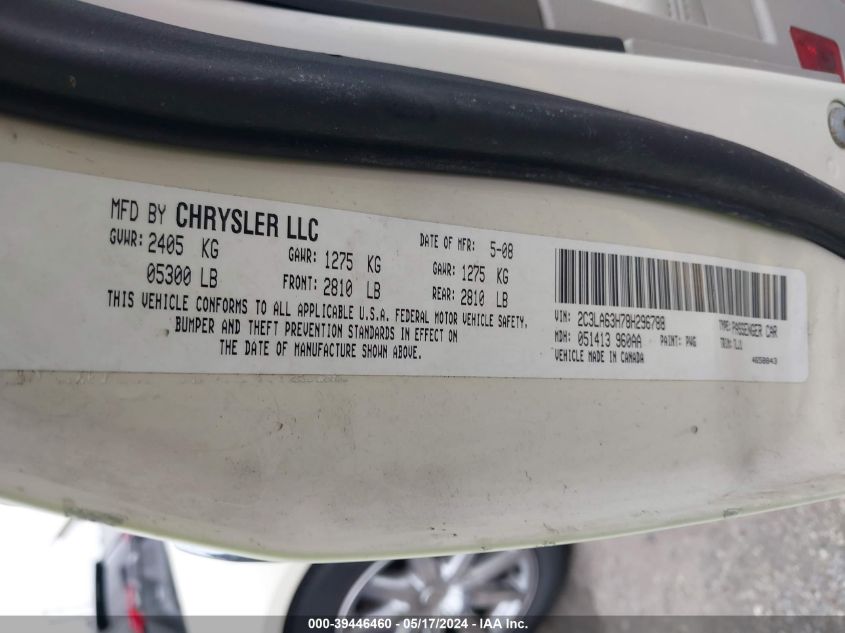 MFD BY CHRYSLER LLC
GVWR: 2405 KG
05300 LB
GAWR: 1275 KG
FRONT: 2810 LB
DATE OF MFR: 5-08
GAWR: 1275 KG
REAR: 2810 LB
THIS VEHICLE CONFORMS TO ALL APPLICABLE U.S.A. FEDERAL MOTOR VEHICLE SAFETY,
BUMPER AND THEFT PREVENTION STANDARDS IN EFFECT ON
THE DATE OF MANUFACTURE SHOWN ABOVE.
VIN: 2C3LA63H78H296788
TYPE: PASSENGER CAR
MDH: 051413 960AA
PAINT: PWG
TRIM:
VEHICLE MADE IN CANADA
4650843
000-39446460 - 05/17/2024 - IAA Inc.